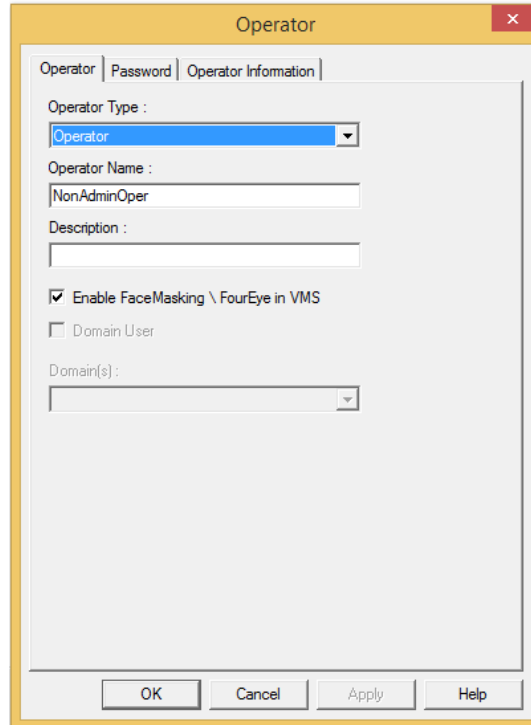 Operator
Operator Password Operator Information
Operator Type :
Operator
Operator Name :
NonAdminOper
Description :
Enable FaceMasking \ FourEye in VMS
Domain User
Domain(s) :
OK Cancel Apply Help